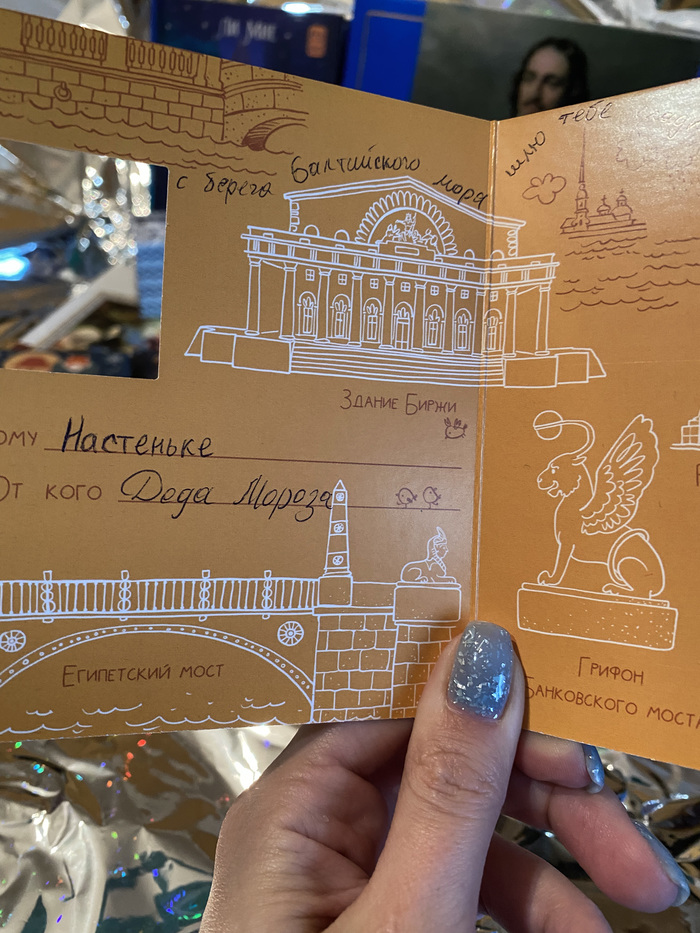 с берега Балтийского моря
шлю тебе
Здание Биржи
ому Настеньке
От кого Деда Мороза
Египетский мост
Грифон
Банковского моста